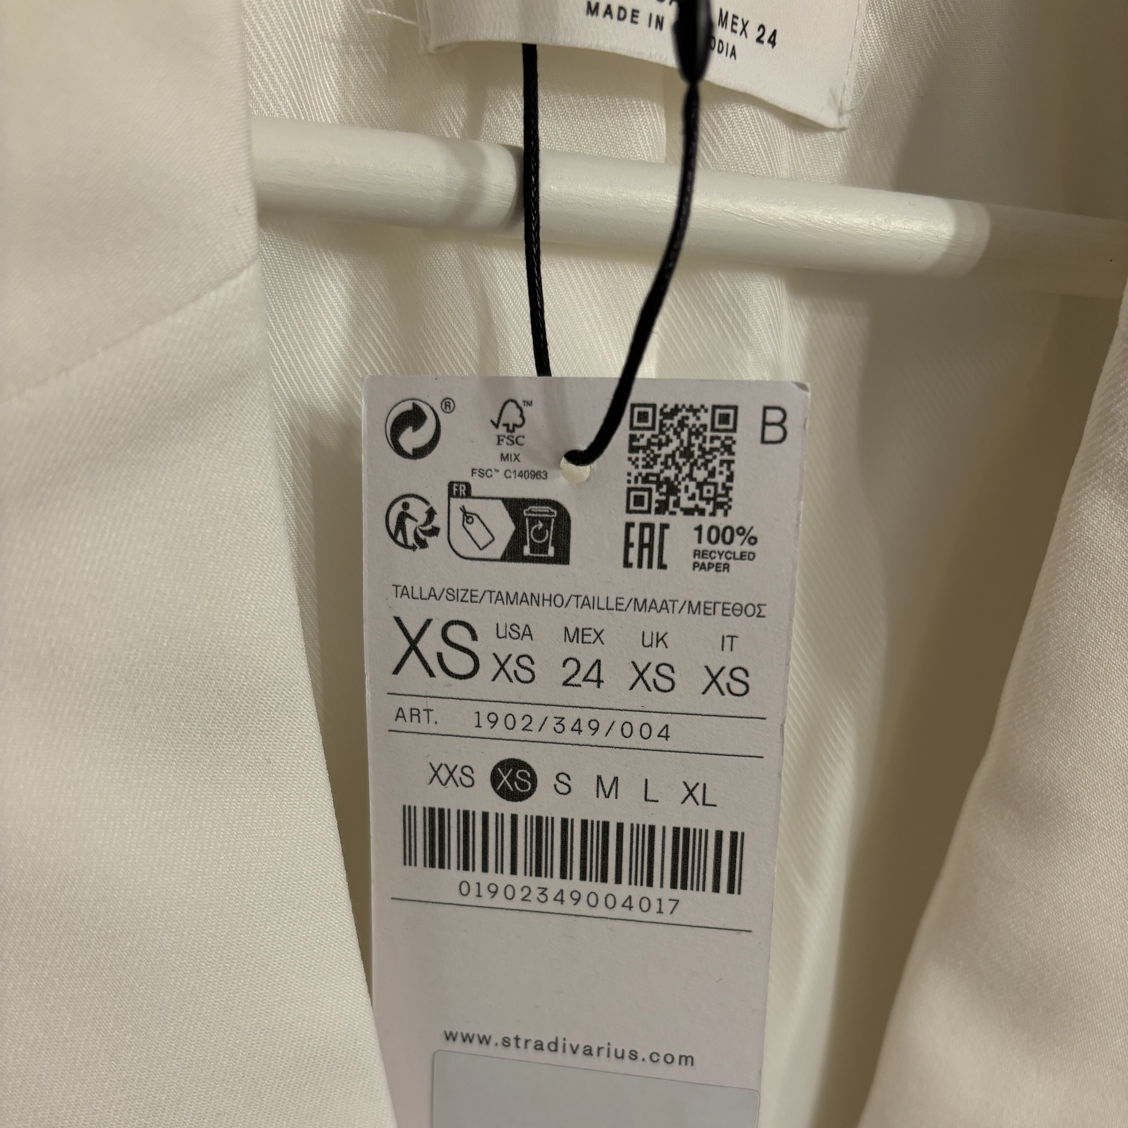 MEX 24
MADE IN
®
™
FSC
MIX
FSC™ C140963
B
FR
EAC
100%
RECYCLED
PAPER
TALLA/SIZE/TAMANHO/TAILLE/MAAT/ΜΕΓΕΘΟΣ
XS
USA MEX UK IT
XS 24 XS XS
ART. 1902/349/004
XXS XS S M L XL
01902349004017
www.stradivarius.com